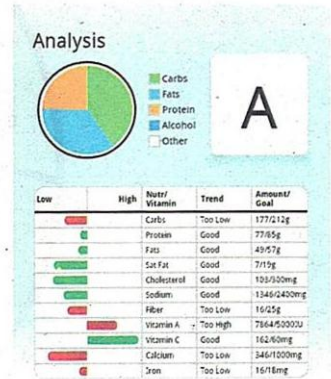 Analysis
Carbs
Fats
Protein
Alcohol
Other
A
Low High Nutr/ Vitamin Trend Amount/ Goal
Carbs Too Low 177/212g
Protein Good 77/85g
Fats Good 49/57g
Sat Fat Good 7/19g
Cholesterol Good 103/300mg
Sodium Good 1346/2400mg
Fiber Too Low 16/25g
Vitamin A Too High
Vitamin C Good 162/60mg
Calcium Too Low 346/1000mg
Iron Too Low 16/18mg